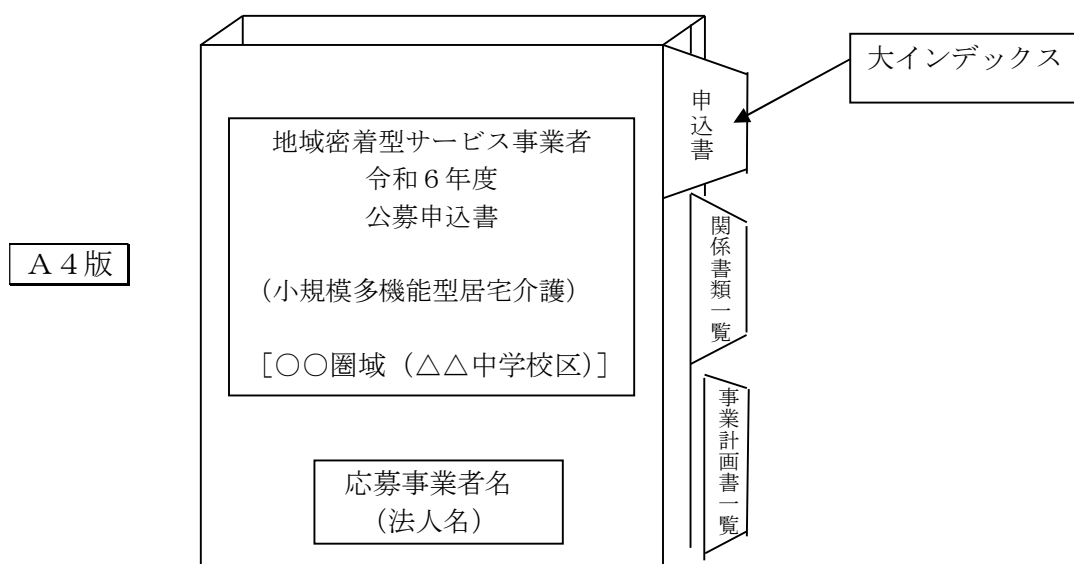 大インデックス
申込書
地域密着型サービス事業者
令和６年度
公募申込書
（小規模多機能型居宅介護）
［○○圏域（△△中学校区）］
Ａ４版
関係書類一覧
事業計画書一覧
応募事業者名
（法人名）